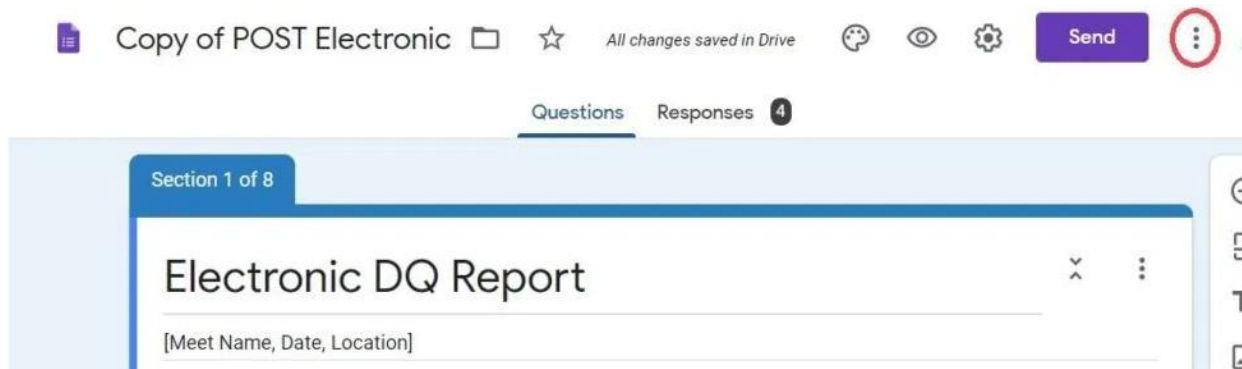 Copy of POST Electronic All changes saved in Drive Send
Questions Responses 4
Section 1 of 8
Electronic DQ Report
[Meet Name, Date, Location]